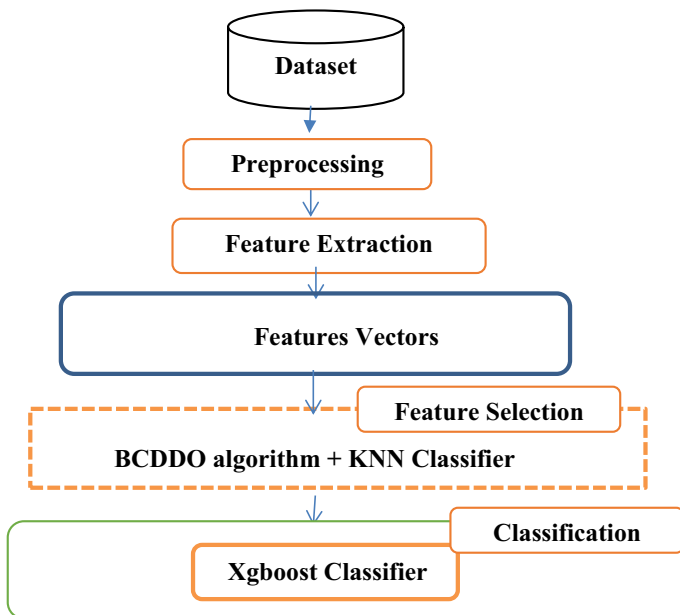 Dataset
Preprocessing
Feature Extraction
Features Vectors
Feature Selection
BCDDO algorithm + KNN Classifier
Classification
Xgboost Classifier